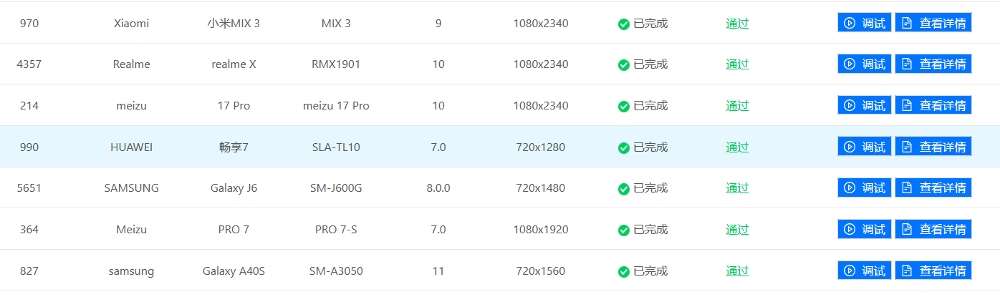 970 Xiaomi 小米MIX 3 MIX 3 9 1080x2340 已完成 通过 调试 查看详情
4357 Realme realme X RMX1901 10 1080x2340 已完成 通过 调试 查看详情
214 meizu 17 Pro meizu 17 Pro 10 1080x2340 已完成 通过 调试 查看详情
990 HUAWEI 畅享7 SLA-TL10 7.0 720x1280 已完成 通过 调试 查看详情
5651 SAMSUNG Galaxy J6 SM-J600G 8.0.0 720x1480 已完成 通过 调试 查看详情
364 Meizu PRO 7 PRO 7-S 7.0 1080x1920 已完成 通过 调试 查看详情
827 samsung Galaxy A40S SM-A3050 11 720x1560 已完成 通过 调试 查看详情